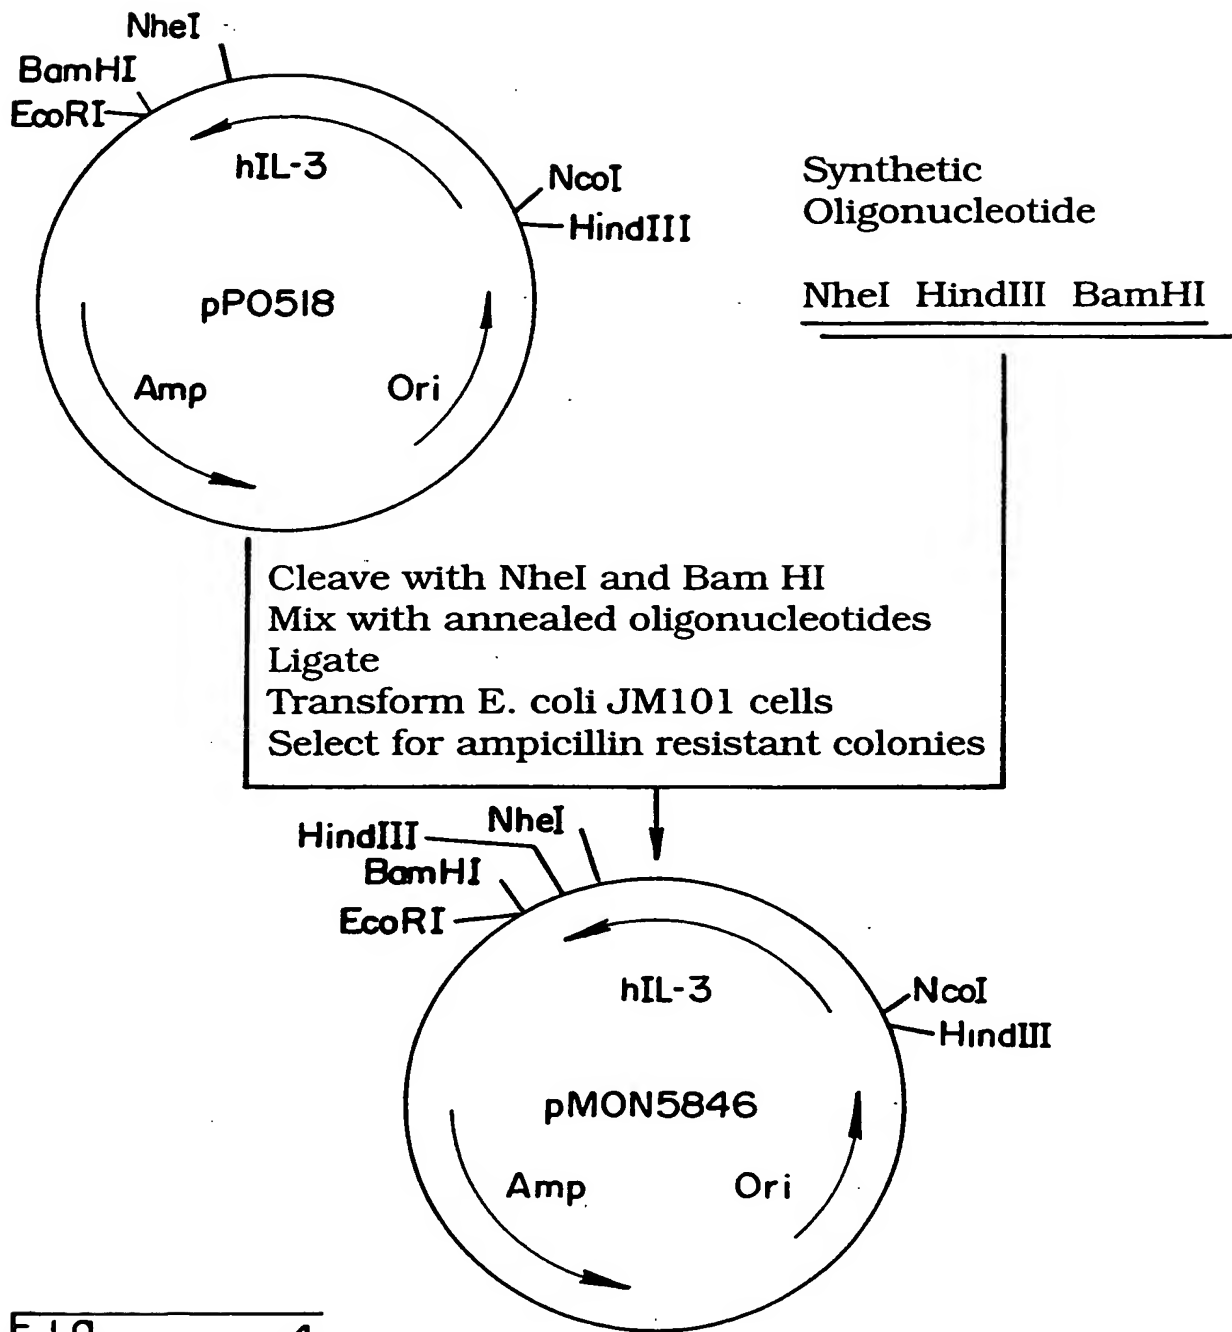 NheI
BamHI
EcoRI
hIL-3
NcoI
HindIII
pPO518
Amp
Ori
Synthetic
Oligonucleotide
NheI HindIII BamHI
Cleave with NheI and Bam HI
Mix with annealed oligonucleotides
Ligate
Transform E. coli JM101 cells
Select for ampicillin resistant colonies
HindIII
NheI
BamHI
EcoRI
hIL-3
NcoI
HindIII
pMON5846
Amp
Ori
Fig. 4